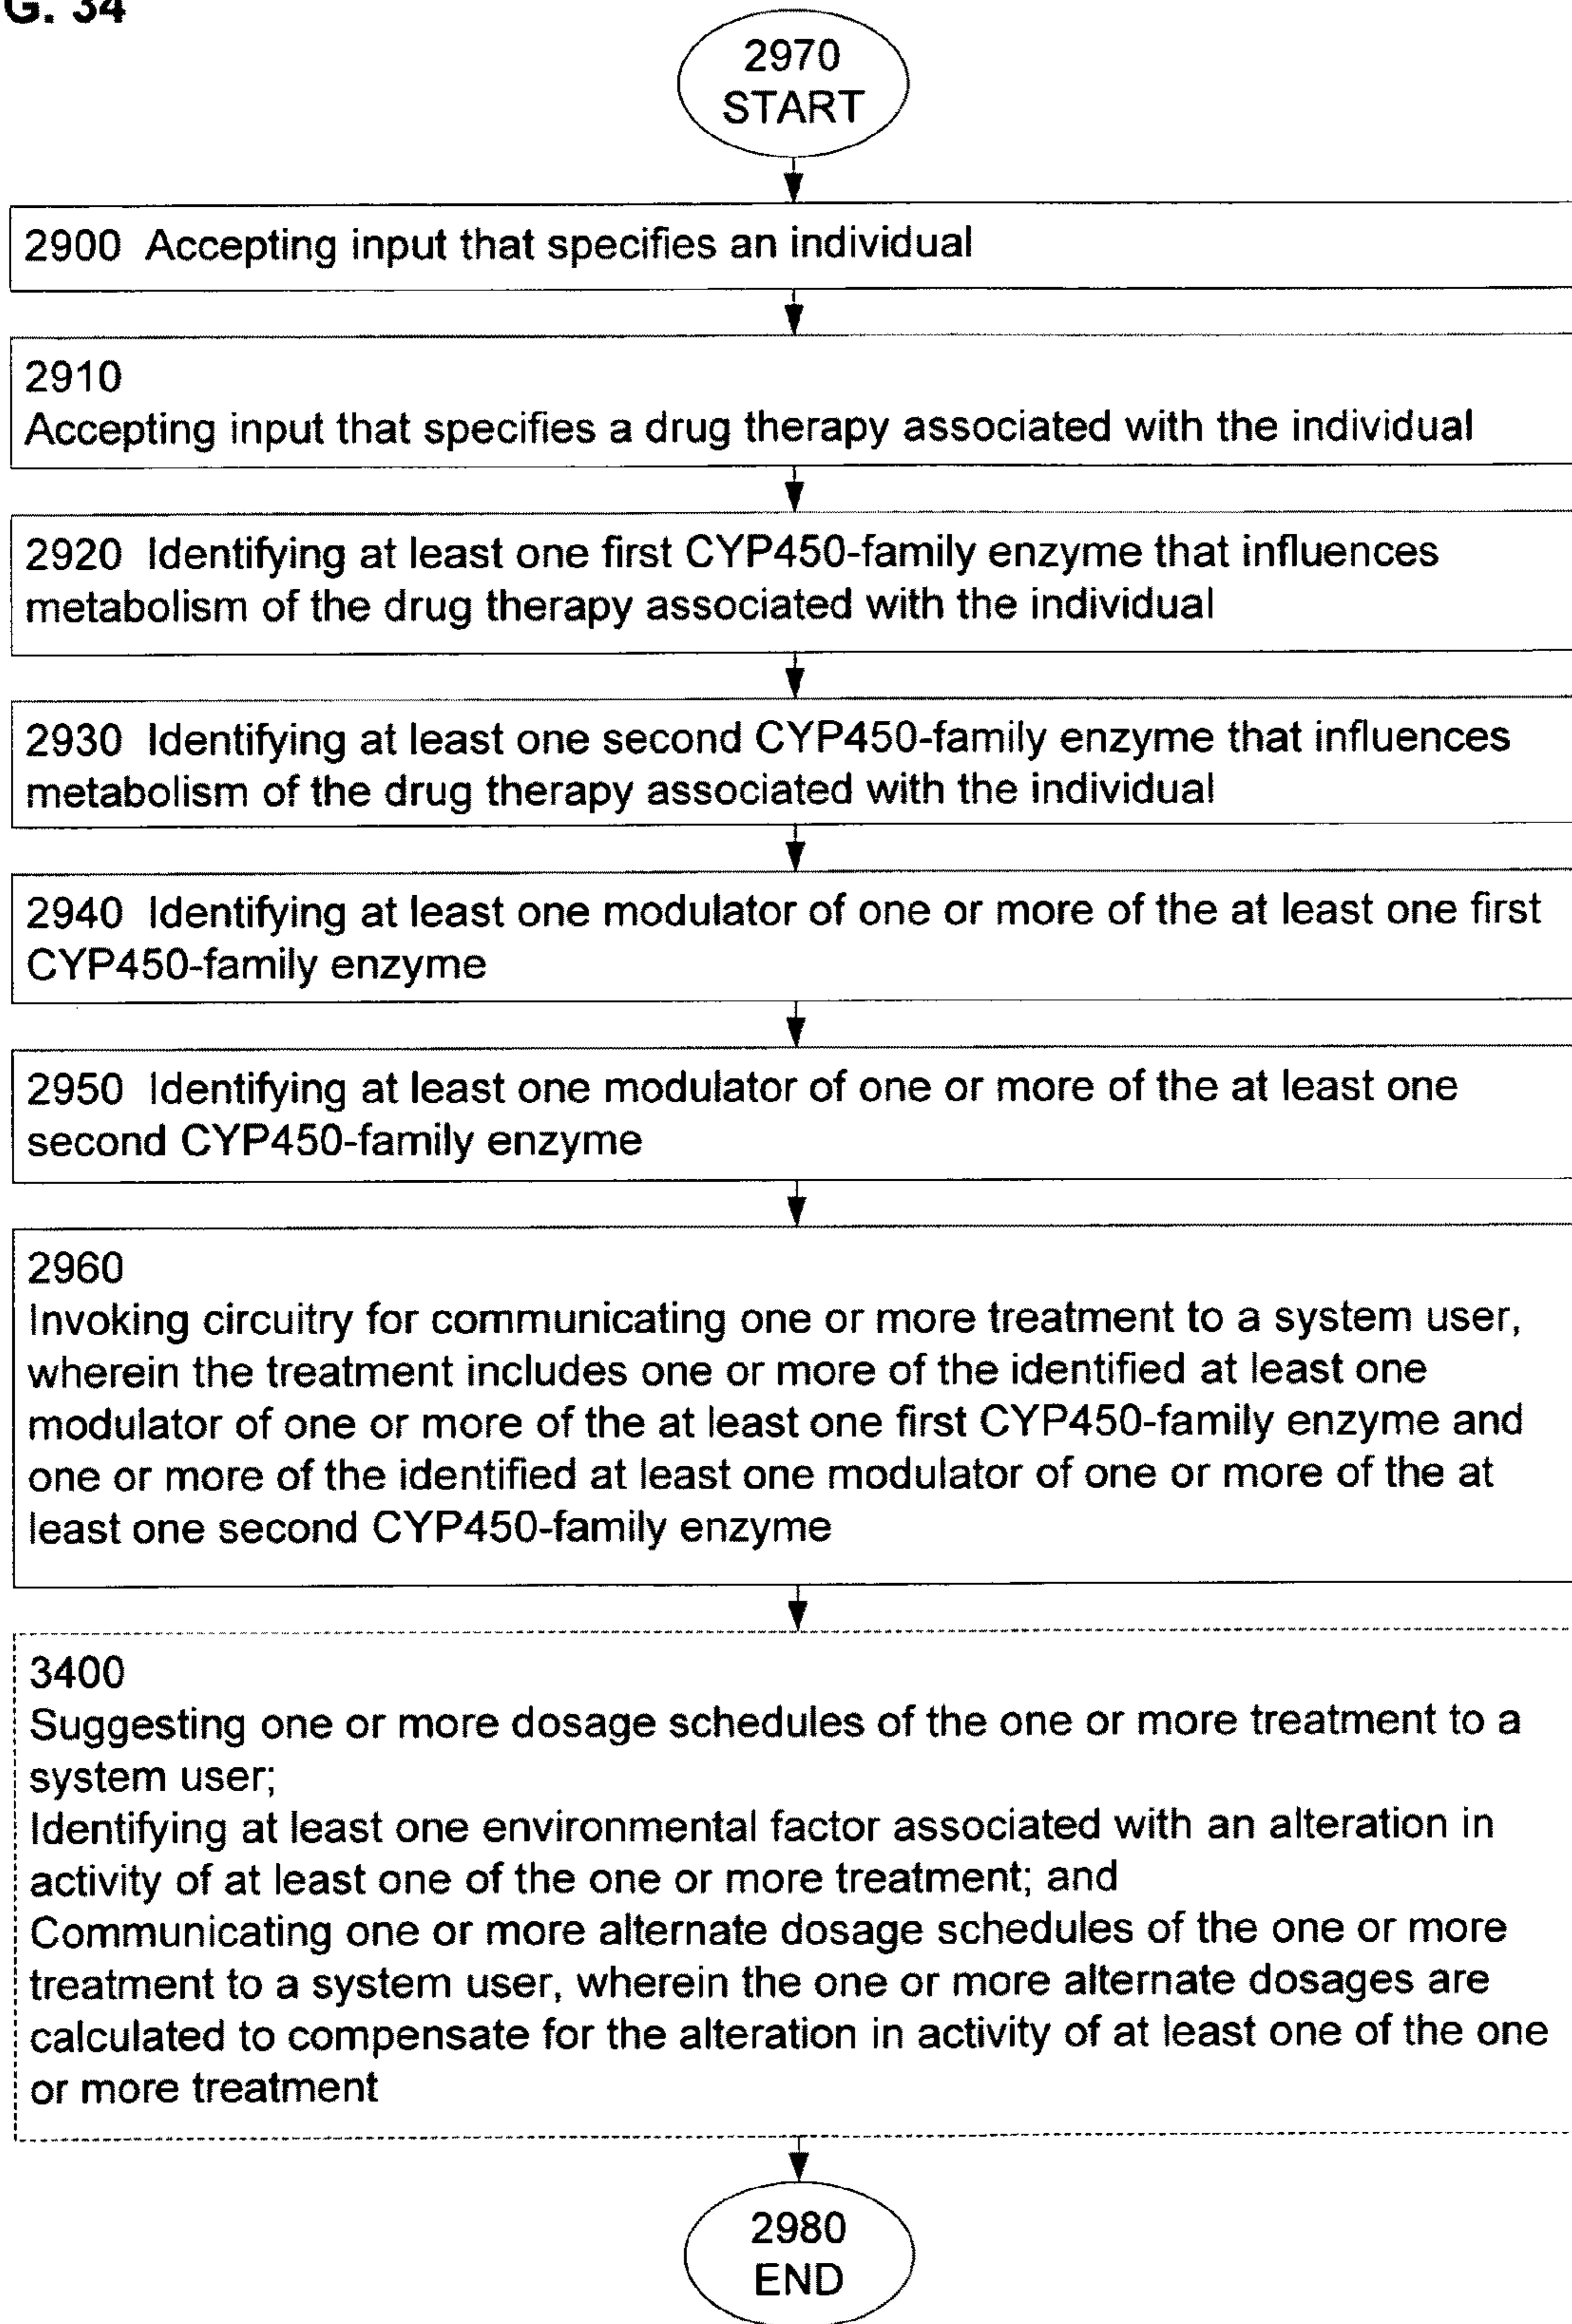 G. 34
2970
START
2900 Accepting input that specifies an individual
2910
Accepting input that specifies a drug therapy associated with the individual
2920 Identifying at least one first CYP450-family enzyme that influences
metabolism of the drug therapy associated with the individual
2930 Identifying at least one second CYP450-family enzyme that influences
metabolism of the drug therapy associated with the individual
2940 Identifying at least one modulator of one or more of the at least one first
CYP450-family enzyme
2950 Identifying at least one modulator of one or more of the at least one
second CYP450-family enzyme
2960
Invoking circuitry for communicating one or more treatment to a system user,
wherein the treatment includes one or more of the identified at least one
modulator of one or more of the at least one first CYP450-family enzyme and
one or more of the identified at least one modulator of one or more of the at
least one second CYP450-family enzyme
3400
Suggesting one or more dosage schedules of the one or more treatment to a
system user;
Identifying at least one environmental factor associated with an alteration in
activity of at least one of the one or more treatment; and
Communicating one or more alternate dosage schedules of the one or more
treatment to a system user, wherein the one or more alternate dosages are
calculated to compensate for the alteration in activity of at least one of the one
or more treatment
2980
END